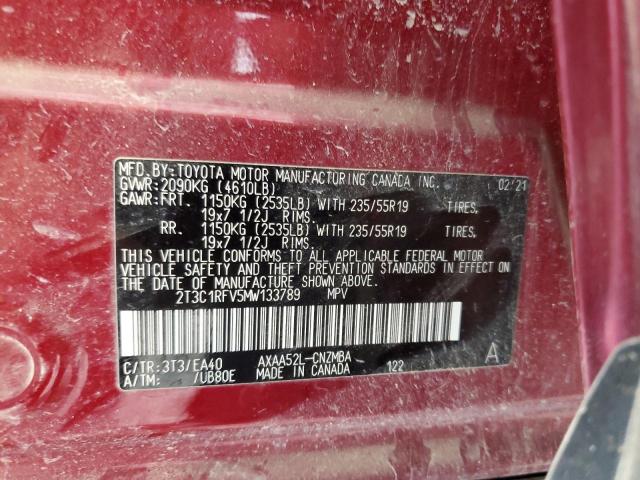 MFD.BY:TOYOTA MOTOR MANUFACTURING CANADA INC. 02/21
GVWR:2090KG (4610LB)
GAWR:FRT. 1150KG (2535LB) WITH 235/55R19 TIRES,
19x7 1/2J RIMS.
RR. 1150KG (2535LB) WITH 235/55R19 TIRES,
19x7 1/2J RIMS.
THIS VEHICLE CONFORMS TO ALL APPLICABLE FEDERAL MOTOR
VEHICLE SAFETY AND THEFT PREVENTION STANDARDS IN EFFECT ON
THE DATE OF MANUFACTURE SHOWN ABOVE.
2T3C1RFV5MW133789 MPV
C/TR:3T3/EA40 AXAA52L-CNZMBA 122 A
A/TM: /UB80E MADE IN CANADA